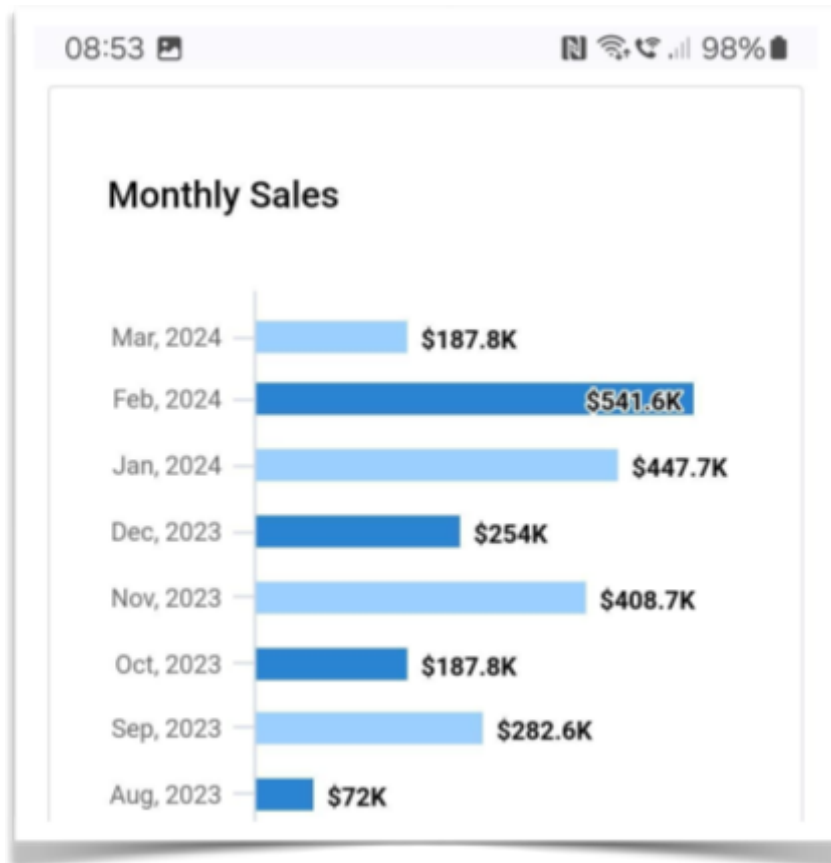 08:53 98%
Monthly Sales
Mar, 2024 $187.8K
Feb, 2024 $541.6K
Jan, 2024 $447.7K
Dec, 2023 $254K
Nov, 2023 $408.7K
Oct, 2023 $187.8K
Sep, 2023 $282.6K
Aug, 2023 $72K